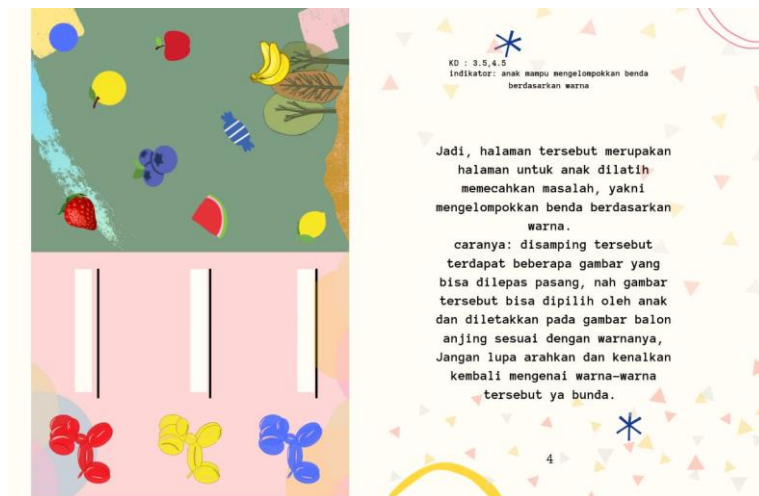 KD : 3.5,4.5
indikator: anak mampu mengelompokkan benda
berdasarkan warna
Jadi, halaman tersebut merupakan
halaman untuk anak dilatih
memecahkan masalah, yakni
mengelompokkan benda berdasarkan
warna.
caranya: disamping tersebut
terdapat beberapa gambar yang
bisa dilepas pasang, nah gambar
tersebut bisa dipilih oleh anak
dan diletakkan pada gambar balon
anjing sesuai dengan warnanya,
Jangan lupa arahkan dan kenalkan
kembali mengenai warna-warna
tersebut ya bunda.
4